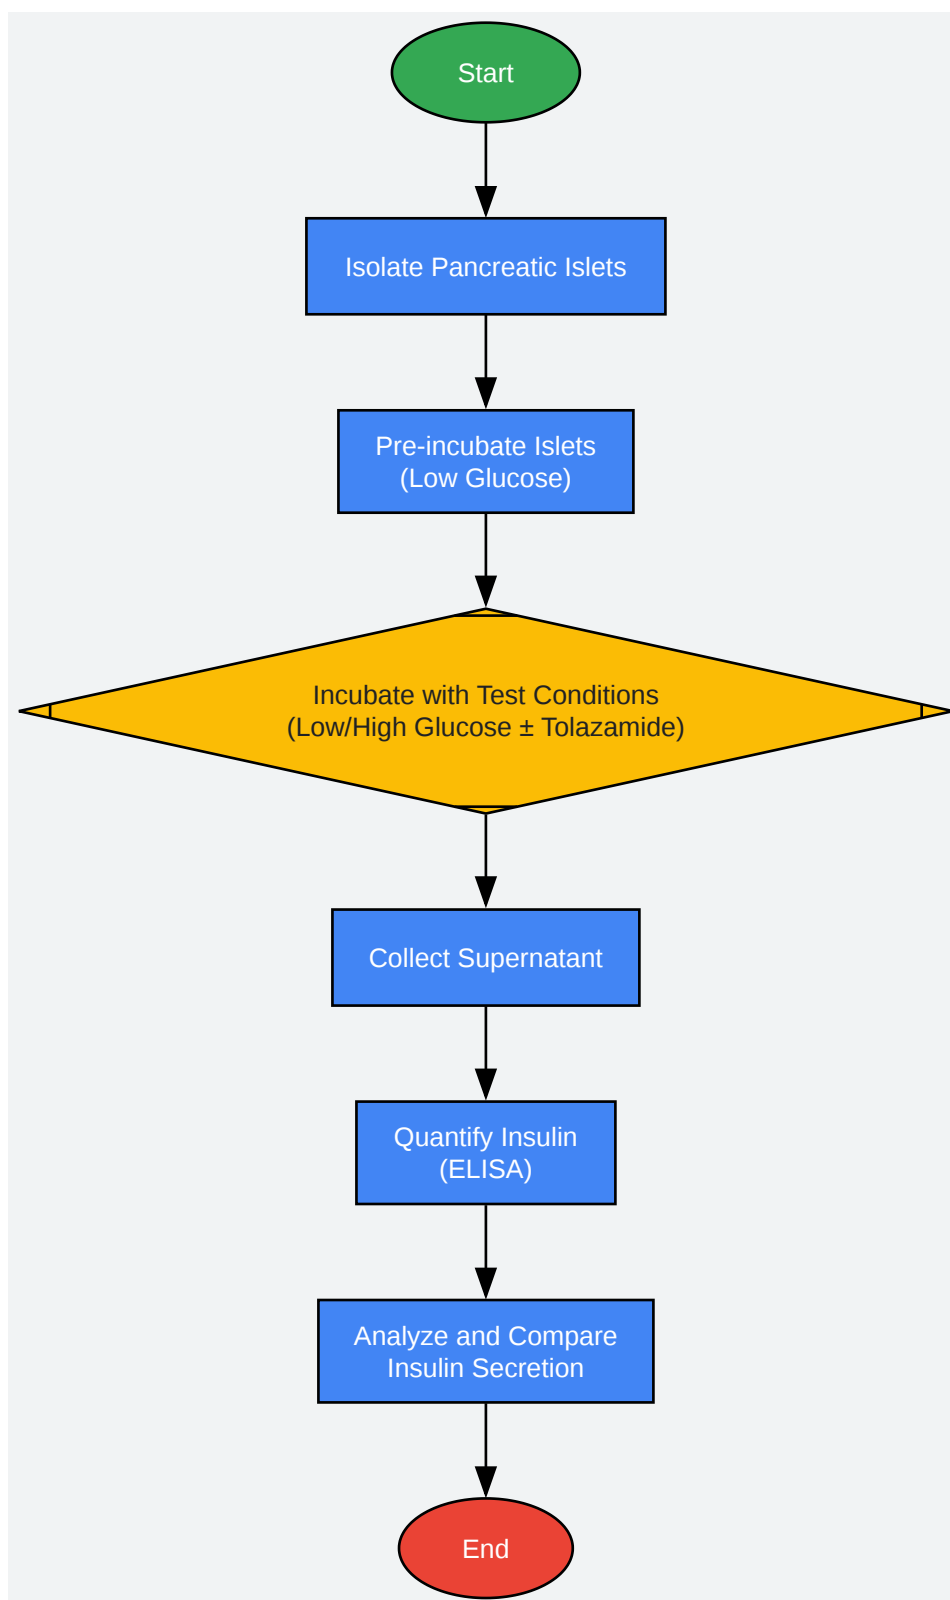 Start
Isolate Pancreatic Islets
Pre-incubate Islets
(Low Glucose)
Incubate with Test Conditions
(Low/High Glucose ± Tolazamide)
Collect Supernatant
Quantify Insulin
(ELISA)
Analyze and Compare
Insulin Secretion
End